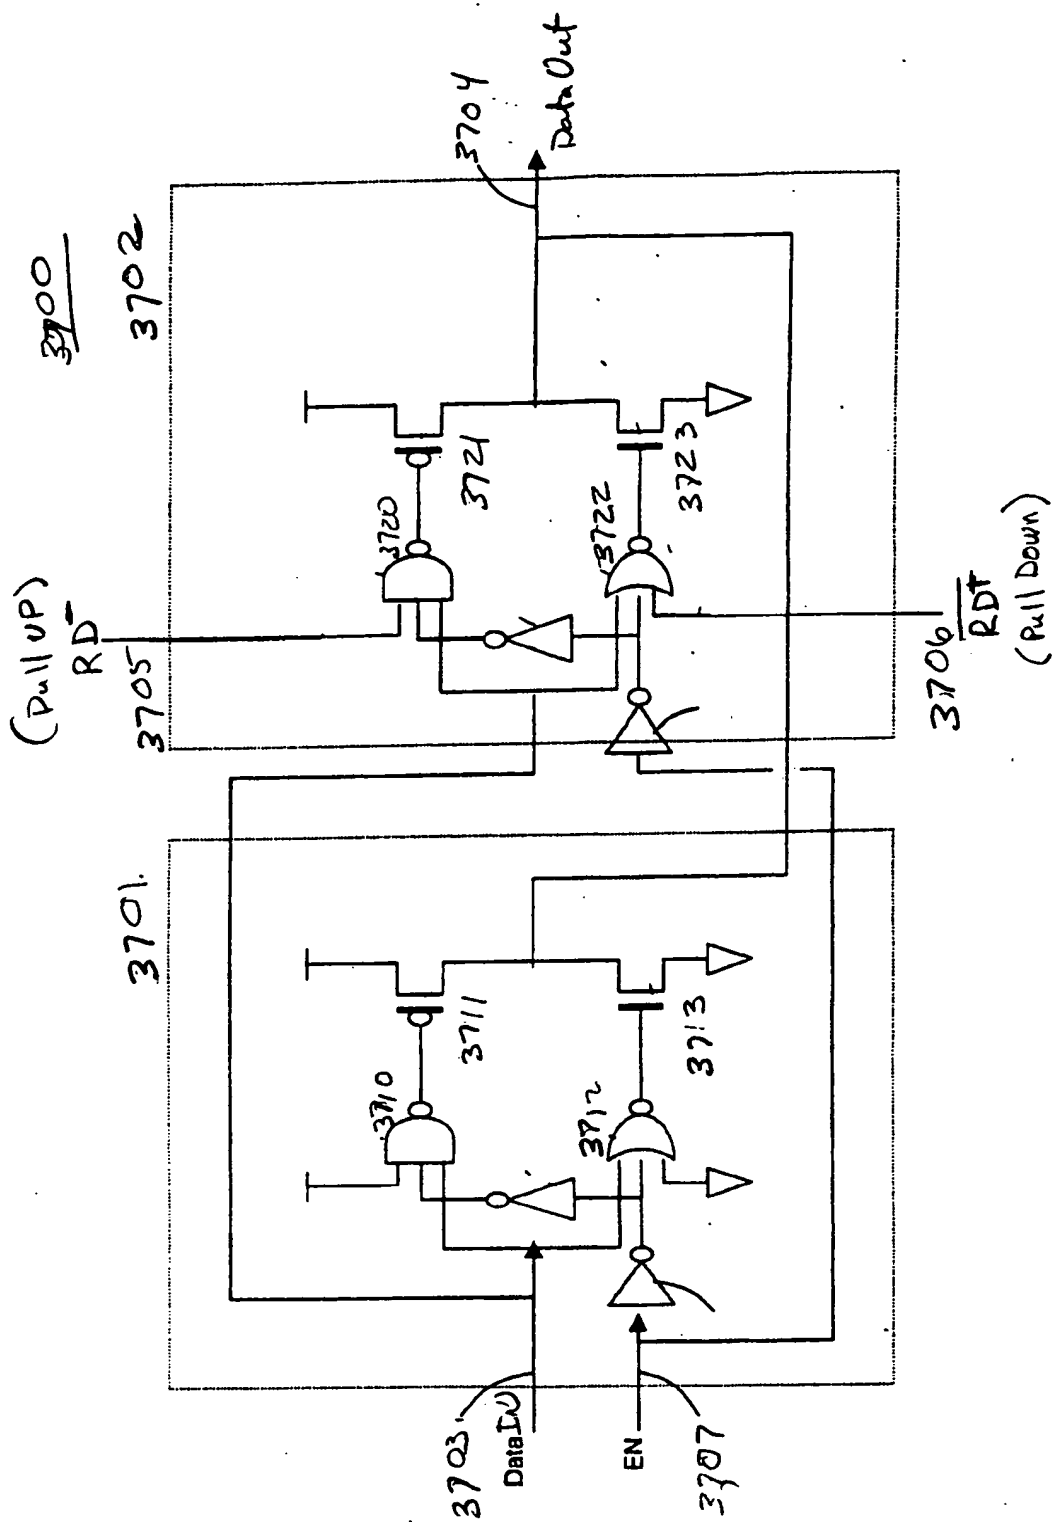 3700
3702
3701.
(Pull UP)
RD⁻
3705
3704
Data Out
3720
3721
3722
3723
3710
3711
3712
3713
3703
Data IN
EN
3707
3706
R̅D̅⁺̅
(Pull Down)